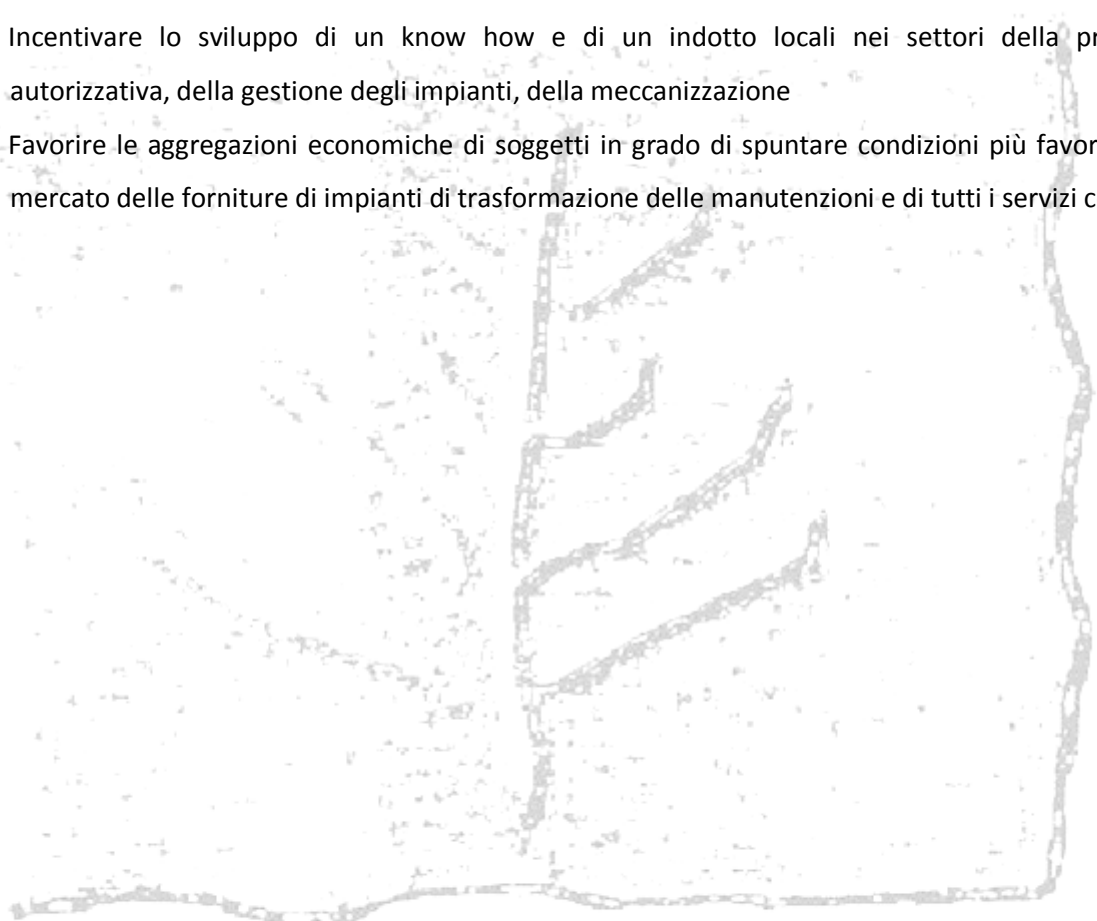 Incentivare lo sviluppo di un know how e di un indotto locali nei settori della pr
autorizzativa, della gestione degli impianti, della meccanizzazione
Favorire le aggregazioni economiche di soggetti in grado di spuntare condizioni più favor
mercato delle forniture di impianti di trasformazione delle manutenzioni e di tutti i servizi c